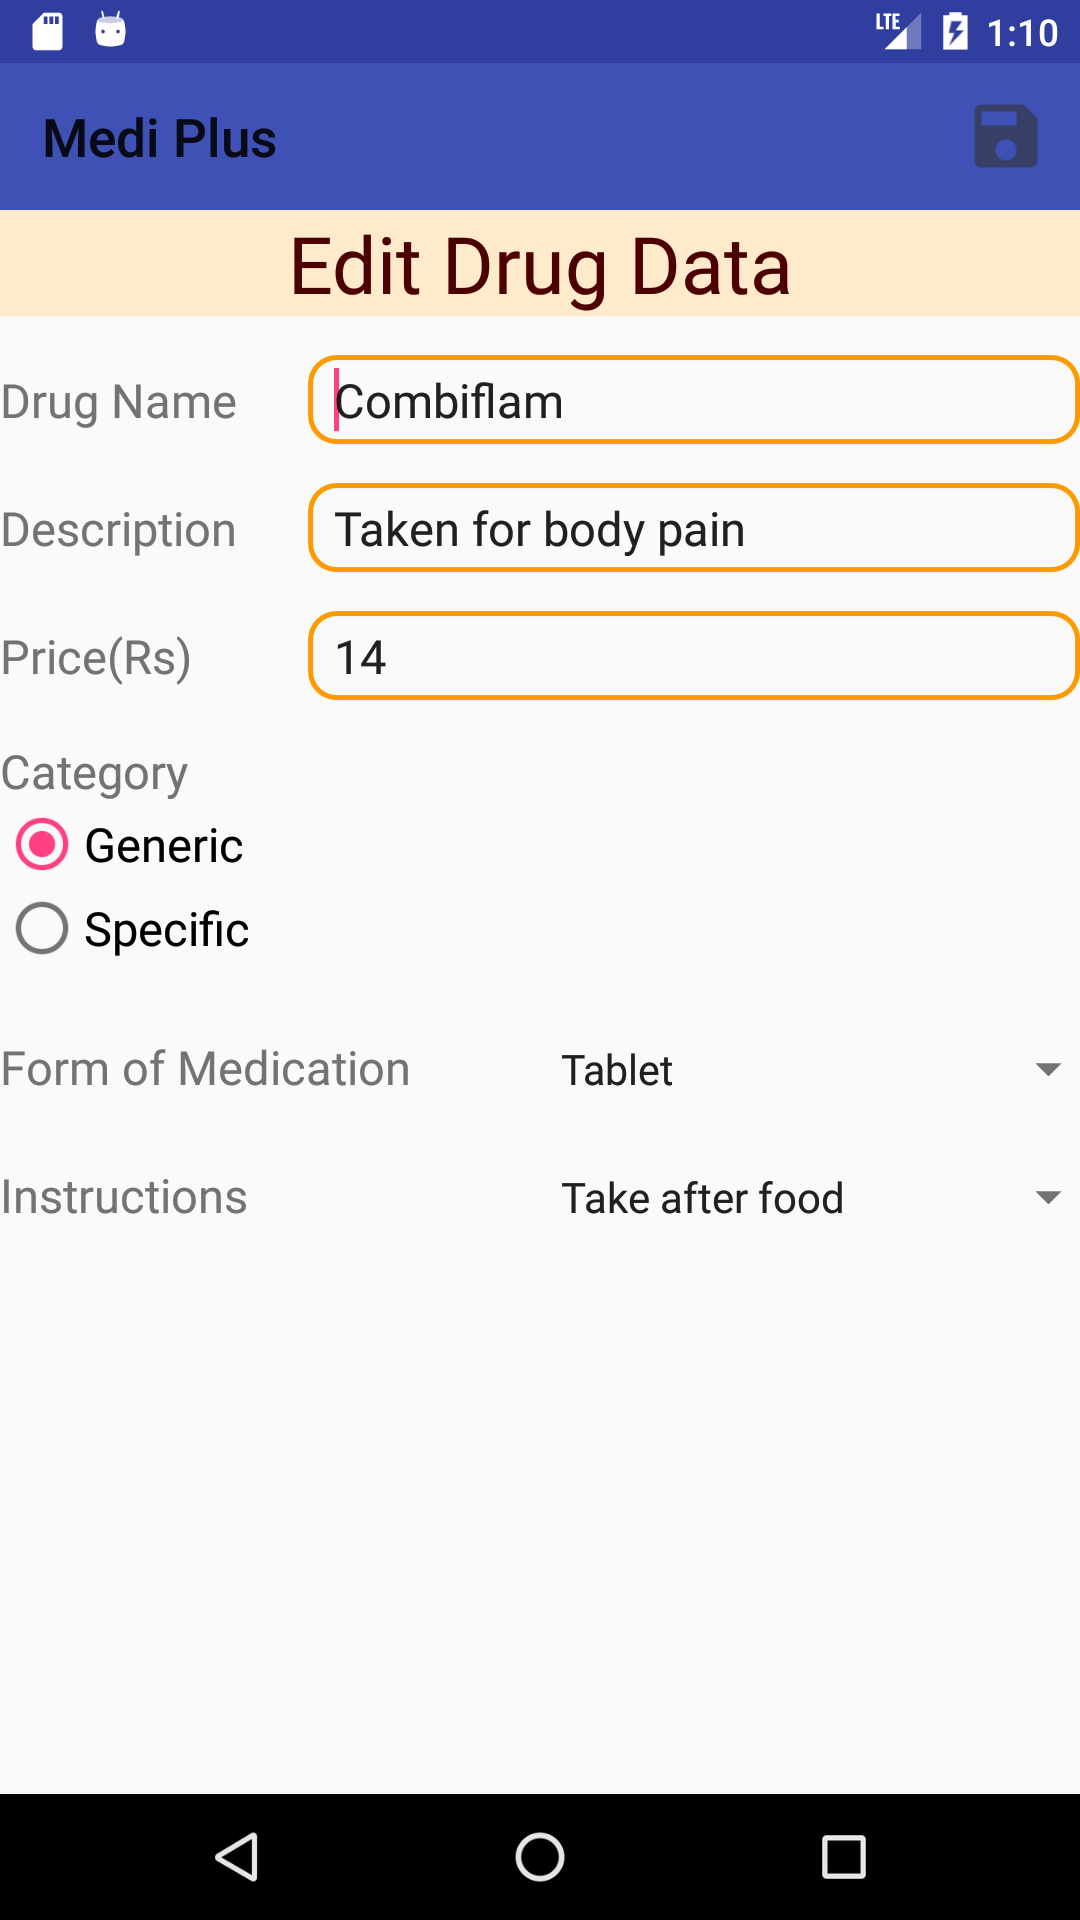 LTE 1:10
Medi Plus
Edit Drug Data
Drug Name Combiflam
Description Taken for body pain
Price(Rs) 14
Category
Generic
Specific
Form of Medication Tablet
Instructions Take after food